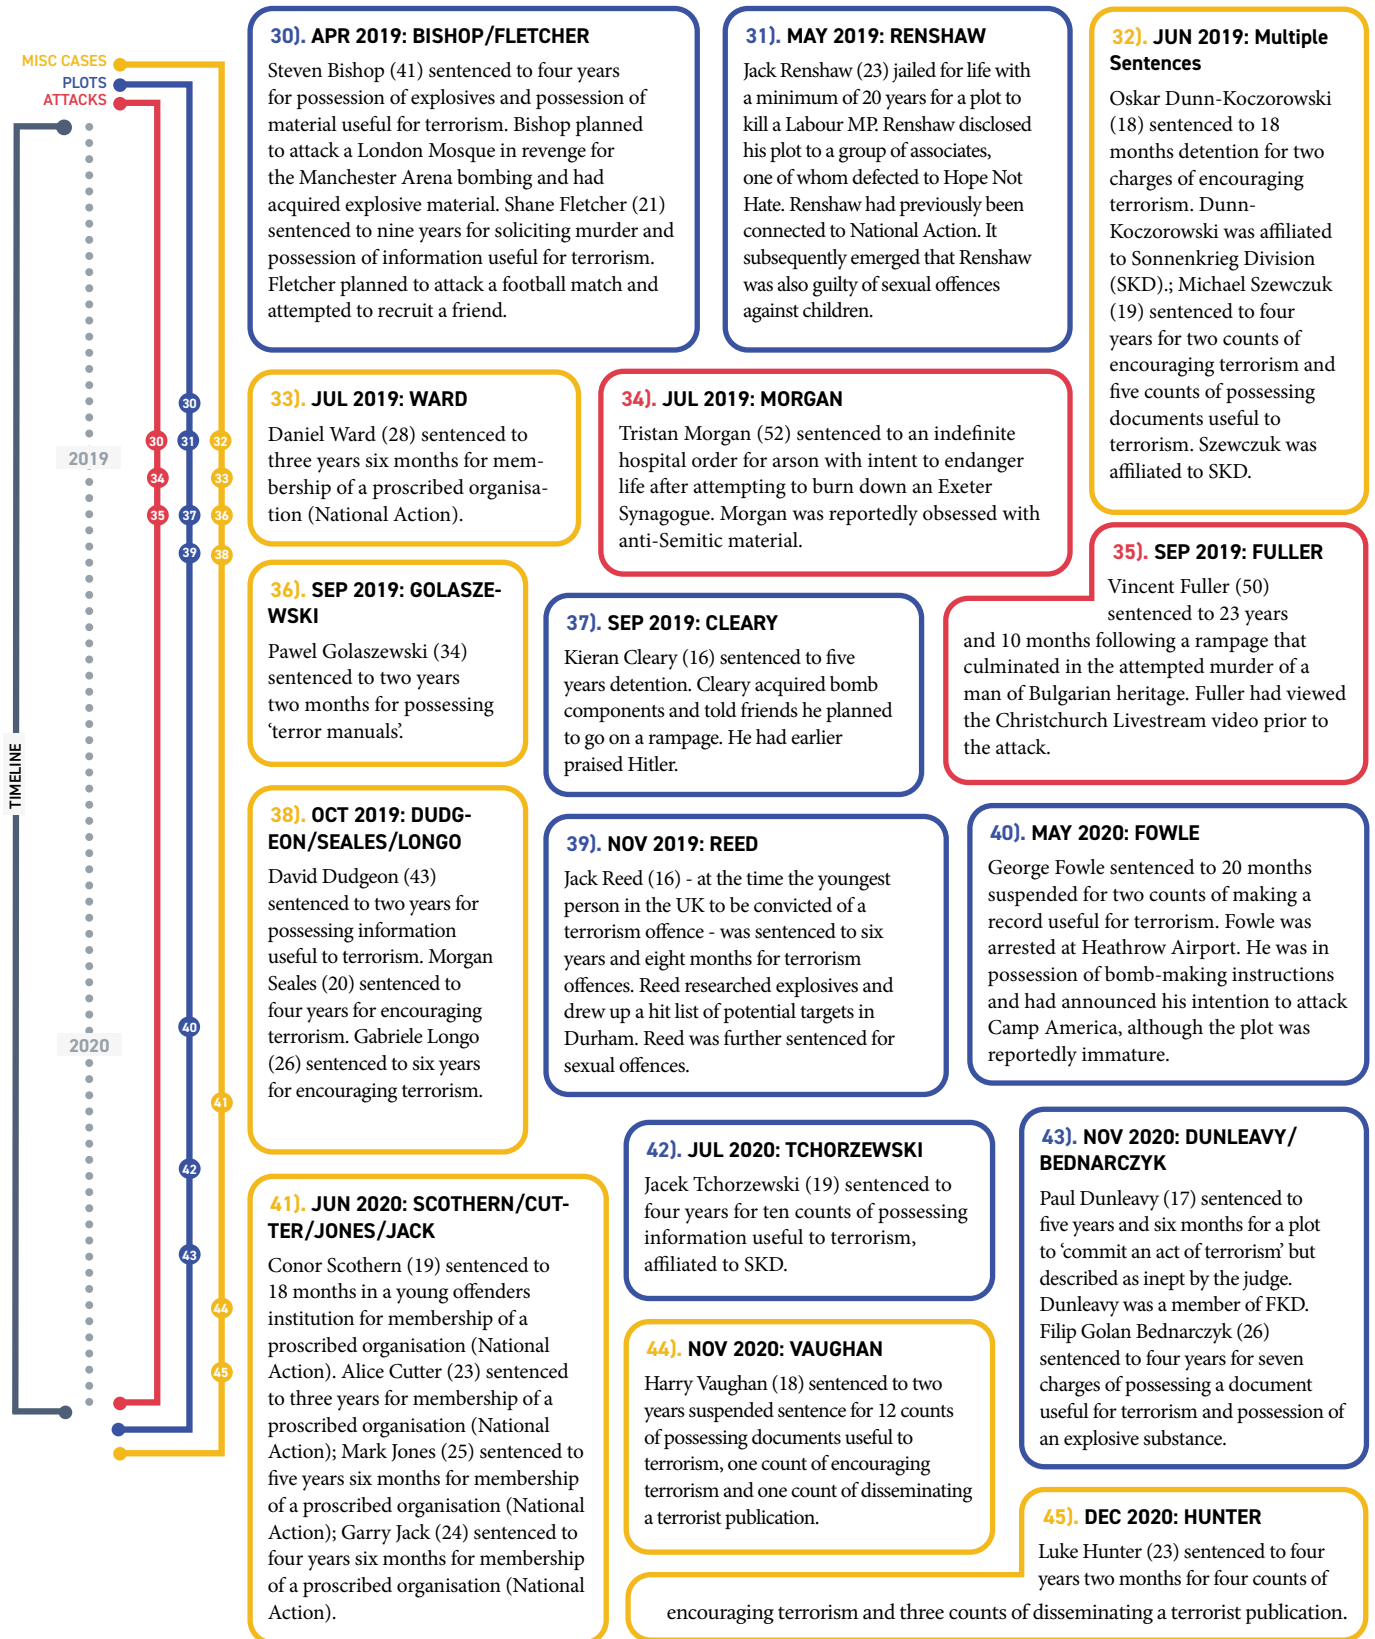 MISC CASES
PLOTS
ATTACKS
TIMELINE
2019
2020
30
31
32
30
34
33
35
37
36
39
38
40
41
42
43
44
45
30). APR 2019: BISHOP/FLETCHER
Steven Bishop (41) sentenced to four years
for possession of explosives and possession of
material useful for terrorism. Bishop planned
to attack a London Mosque in revenge for
the Manchester Arena bombing and had
acquired explosive material. Shane Fletcher (21)
sentenced to nine years for soliciting murder and
possession of information useful for terrorism.
Fletcher planned to attack a football match and
attempted to recruit a friend.
31). MAY 2019: RENSHAW
Jack Renshaw (23) jailed for life with
a minimum of 20 years for a plot to
kill a Labour MP. Renshaw disclosed
his plot to a group of associates,
one of whom defected to Hope Not
Hate. Renshaw had previously been
connected to National Action. It
subsequently emerged that Renshaw
was also guilty of sexual offences
against children.
32). JUN 2019: Multiple
Sentences
Oskar Dunn-Koczorowski
(18) sentenced to 18
months detention for two
charges of encouraging
terrorism. Dunn-
Koczorowski was affiliated
to Sonnenkrieg Division
(SKD).; Michael Szewczuk
(19) sentenced to four
years for two counts of
encouraging terrorism and
five counts of possessing
documents useful to
terrorism. Szewczuk was
affiliated to SKD.
33). JUL 2019: WARD
Daniel Ward (28) sentenced to
three years six months for mem-
bership of a proscribed organisa-
tion (National Action).
34). JUL 2019: MORGAN
Tristan Morgan (52) sentenced to an indefinite
hospital order for arson with intent to endanger
life after attempting to burn down an Exeter
Synagogue. Morgan was reportedly obsessed with
anti-Semitic material.
35). SEP 2019: FULLER
Vincent Fuller (50)
sentenced to 23 years
and 10 months following a rampage that
culminated in the attempted murder of a
man of Bulgarian heritage. Fuller had viewed
the Christchurch Livestream video prior to
the attack.
36). SEP 2019: GOLASZE-
WSKI
Pawel Golaszewski (34)
sentenced to two years
two months for possessing
‘terror manuals’.
37). SEP 2019: CLEARY
Kieran Cleary (16) sentenced to five
years detention. Cleary acquired bomb
components and told friends he planned
to go on a rampage. He had earlier
praised Hitler.
38). OCT 2019: DUDG-
EON/SEALES/LONGO
David Dudgeon (43)
sentenced to two years for
possessing information
useful to terrorism. Morgan
Seales (20) sentenced to
four years for encouraging
terrorism. Gabriele Longo
(26) sentenced to six years
for encouraging terrorism.
39). NOV 2019: REED
Jack Reed (16) - at the time the youngest
person in the UK to be convicted of a
terrorism offence - was sentenced to six
years and eight months for terrorism
offences. Reed researched explosives and
drew up a hit list of potential targets in
Durham. Reed was further sentenced for
sexual offences.
40). MAY 2020: FOWLE
George Fowle sentenced to 20 months
suspended for two counts of making a
record useful for terrorism. Fowle was
arrested at Heathrow Airport. He was in
possession of bomb-making instructions
and had announced his intention to attack
Camp America, although the plot was
reportedly immature.
41). JUN 2020: SCOTHERN/CUT-
TER/JONES/JACK
Conor Scothern (19) sentenced to
18 months in a young offenders
institution for membership of a
proscribed organisation (National
Action). Alice Cutter (23) sentenced
to three years for membership of a
proscribed organisation (National
Action); Mark Jones (25) sentenced to
five years six months for membership
of a proscribed organisation (National
Action); Garry Jack (24) sentenced to
four years six months for membership
of a proscribed organisation (National
Action).
42). JUL 2020: TCHORZEWSKI
Jacek Tchorzewski (19) sentenced to
four years for ten counts of possessing
information useful to terrorism,
affiliated to SKD.
43). NOV 2020: DUNLEAVY/
BEDNARCZYK
Paul Dunleavy (17) sentenced to
five years and six months for a plot
to ‘commit an act of terrorism’ but
described as inept by the judge.
Dunleavy was a member of FKD.
Filip Golan Bednarczyk (26)
sentenced to four years for seven
charges of possessing a document
useful for terrorism and possession of
an explosive substance.
44). NOV 2020: VAUGHAN
Harry Vaughan (18) sentenced to two
years suspended sentence for 12 counts
of possessing documents useful to
terrorism, one count of encouraging
terrorism and one count of disseminating
a terrorist publication.
45). DEC 2020: HUNTER
Luke Hunter (23) sentenced to four
years two months for four counts of
encouraging terrorism and three counts of disseminating a terrorist publication.